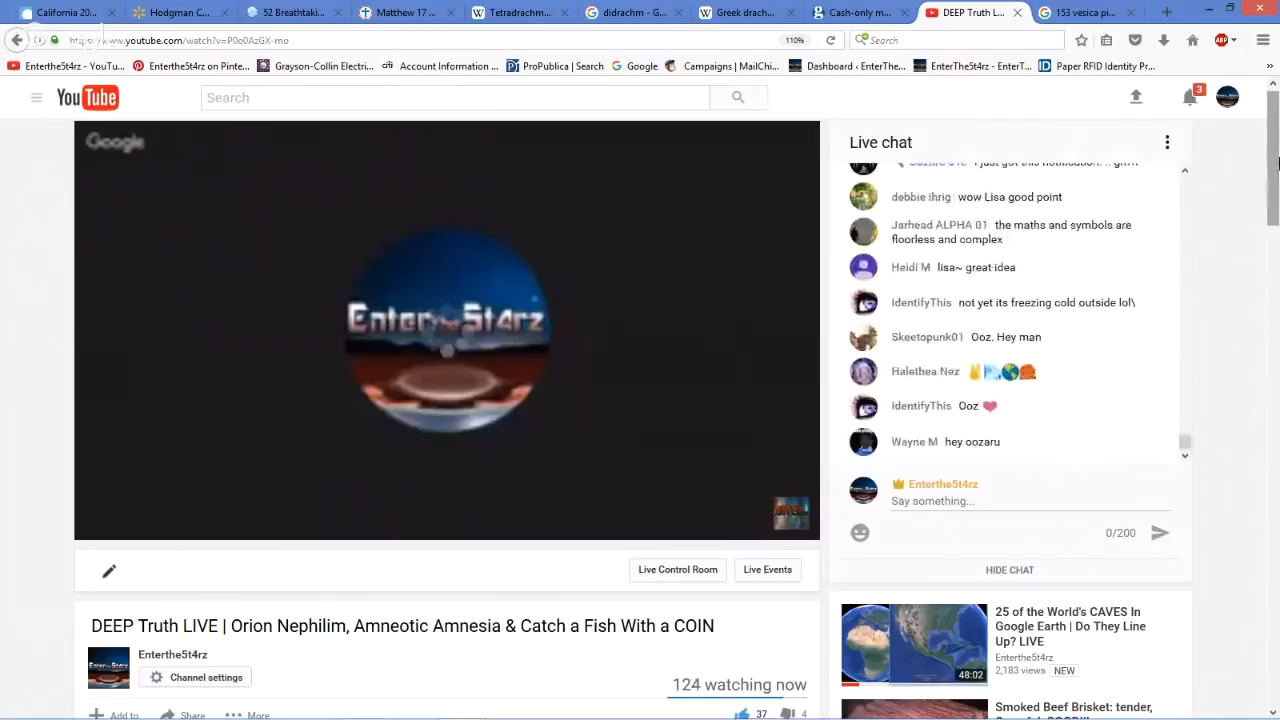 California 20...
Hodgman C...
52 Breathtaki...
Matthew 17 ...
Tetradrachm...
didrachm - G...
Greek drach...
Cash only m...
DEEP Truth L...
153 vesica p...
https://www.youtube.com/watch?v=P0o0AzGX-mo
110%
Search
Enterthe5t4rz - YouTu...
Enterthe5t4rz on Pinte...
Grayson-Collin Electri...
Account Information ...
ProPublica | Search
Google
Campaigns | MailChi...
Dashboard ‹ EnterThe...
EnterThe5t4rz - EnterT...
Paper RFID Identity Pr...
YouTube
Search
3
Google
Enter the 5t4rz
Live chat
I just got this notification. .. grrrr
debbie ihrig wow Lisa good point
Jarhead ALPHA 01 the maths and symbols are
floorless and complex
Heidi M lisa~ great idea
IdentifyThis not yet its freezing cold outside lol\
Skeetopunk01 Ooz. Hey man
Halethea Nez
IdentifyThis Ooz
Wayne M hey oozaru
Enterthe5t4rz
Say something...
0/200
HIDE CHAT
Live Control Room
Live Events
DEEP Truth LIVE | Orion Nephilim, Amneotic Amnesia & Catch a Fish With a COIN
Enterthe5t4rz
Channel settings
124 watching now
Add to
Share
More
37
4
25 of the World's CAVES In
Google Earth | Do They Line
Up? LIVE
Enterthe5t4rz
2,183 views NEW
48:02
Smoked Beef Brisket: tender,